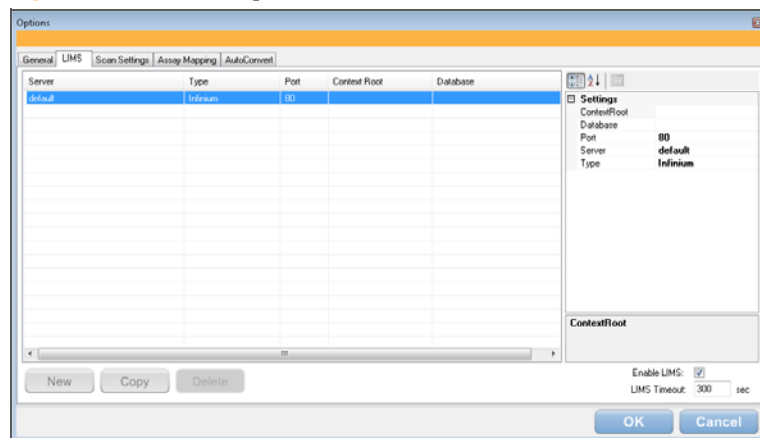 Options
General LIMS Scan Settings Assay Mapping AutoConvert
Server Type Port Context Root Database
default Infinium 80
Settings
ContextRoot
Database
Port 80
Server default
Type Infinium
ContextRoot
New Copy Delete
Enable LIMS:
LIMS Timeout: 300 sec
OK Cancel